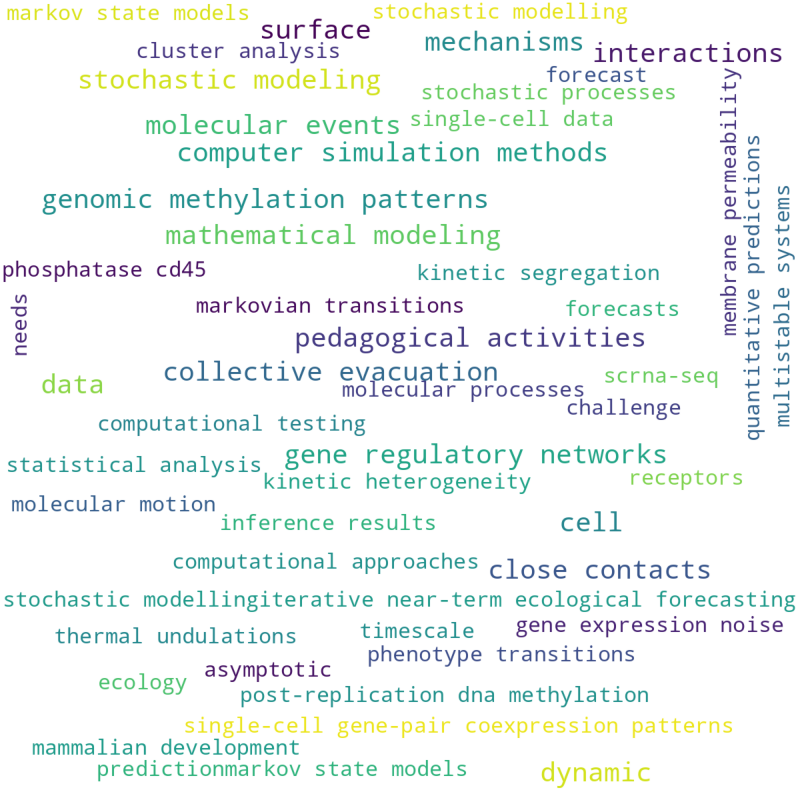 markov state models
stochastic modelling
surface
cluster analysis
mechanisms
interactions
stochastic modeling
forecast
stochastic processes
single-cell data
molecular events
computer simulation methods
membrane permeability
quantitative predictions
multistable systems
genomic methylation patterns
mathematical modeling
phosphatase cd45
kinetic segregation
needs
markovian transitions
forecasts
pedagogical activities
collective evacuation
data
molecular processes
scrna-seq
challenge
computational testing
gene regulatory networks
statistical analysis
kinetic heterogeneity
receptors
molecular motion
inference results
cell
computational approaches
close contacts
stochastic modellingiterative near-term ecological forecasting
thermal undulations
timescale
gene expression noise
phenotype transitions
asymptotic
ecology
post-replication dna methylation
single-cell gene-pair coexpression patterns
mammalian development
predictionmarkov state models
dynamic